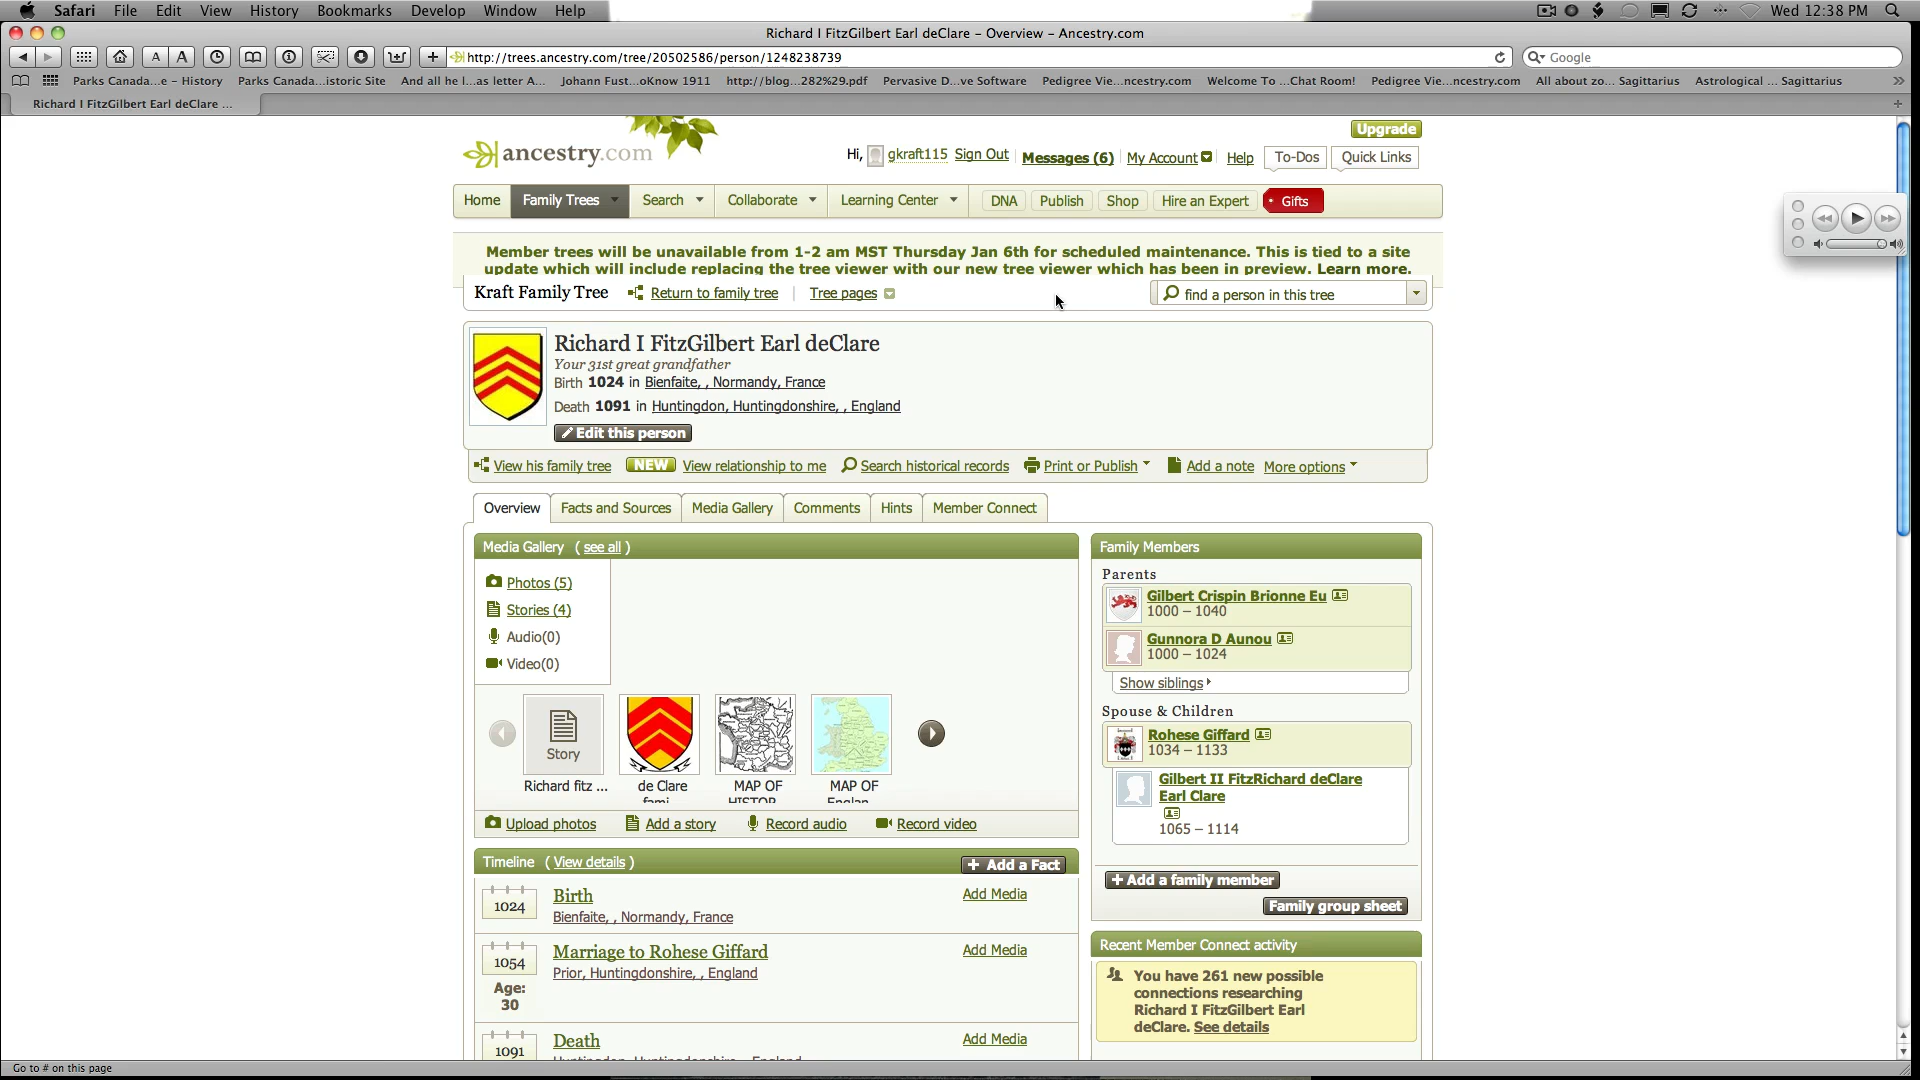 Safari File Edit View History Bookmarks Develop Window Help Wed 12:38 PM
Richard I FitzGilbert Earl deClare – Overview – Ancestry.com
A A http://trees.ancestry.com/tree/20502586/person/1248238739 Google
Parks Canada...e – History Parks Canada...istoric Site And all he l...as letter A... Johann Fust...oKnow 1911 http://blog...282%29.pdf Pervasive D...ve Software Pedigree Vie...ncestry.com Welcome To ...Chat Room! Pedigree Vie...ncestry.com All about zo... Sagittarius Astrological ... Sagittarius
Richard I FitzGilbert Earl deClare ...
Upgrade
ancestry.com
Hi, gkraft115 Sign Out Messages (6) My Account Help To-Dos Quick Links
Home Family Trees Search Collaborate Learning Center DNA Publish Shop Hire an Expert Gifts
Member trees will be unavailable from 1-2 am MST Thursday Jan 6th for scheduled maintenance. This is tied to a site
update which will include replacing the tree viewer with our new tree viewer which has been in preview. Learn more.
Kraft Family Tree Return to family tree | Tree pages find a person in this tree
Richard I FitzGilbert Earl deClare
Your 31st great grandfather
Birth 1024 in Bienfaite, , Normandy, France
Death 1091 in Huntingdon, Huntingdonshire, , England
Edit this person
View his family tree NEW View relationship to me Search historical records Print or Publish Add a note More options
Overview Facts and Sources Media Gallery Comments Hints Member Connect
Media Gallery ( see all )
Photos (5)
Stories (4)
Audio(0)
Video(0)
Story
Richard fitz ... de Clare MAP OF MAP OF
fami... HISTOR... Englan...
Upload photos Add a story Record audio Record video
Timeline ( View details ) + Add a Fact
1024 Birth Add Media
Bienfaite, , Normandy, France
1054 Marriage to Rohese Giffard Add Media
Prior, Huntingdonshire, , England
Age:
30
1091 Death Add Media
Huntingdon, Huntingdonshire, , England
Family Members
Parents
Gilbert Crispin Brionne Eu
1000 – 1040
Gunnora D Aunou
1000 – 1024
Show siblings
Spouse & Children
Rohese Giffard
1034 – 1133
Gilbert II FitzRichard deClare
Earl Clare
1065 – 1114
+ Add a family member
Family group sheet
Recent Member Connect activity
You have 261 new possible
connections researching
Richard I FitzGilbert Earl
deClare. See details
Go to # on this page